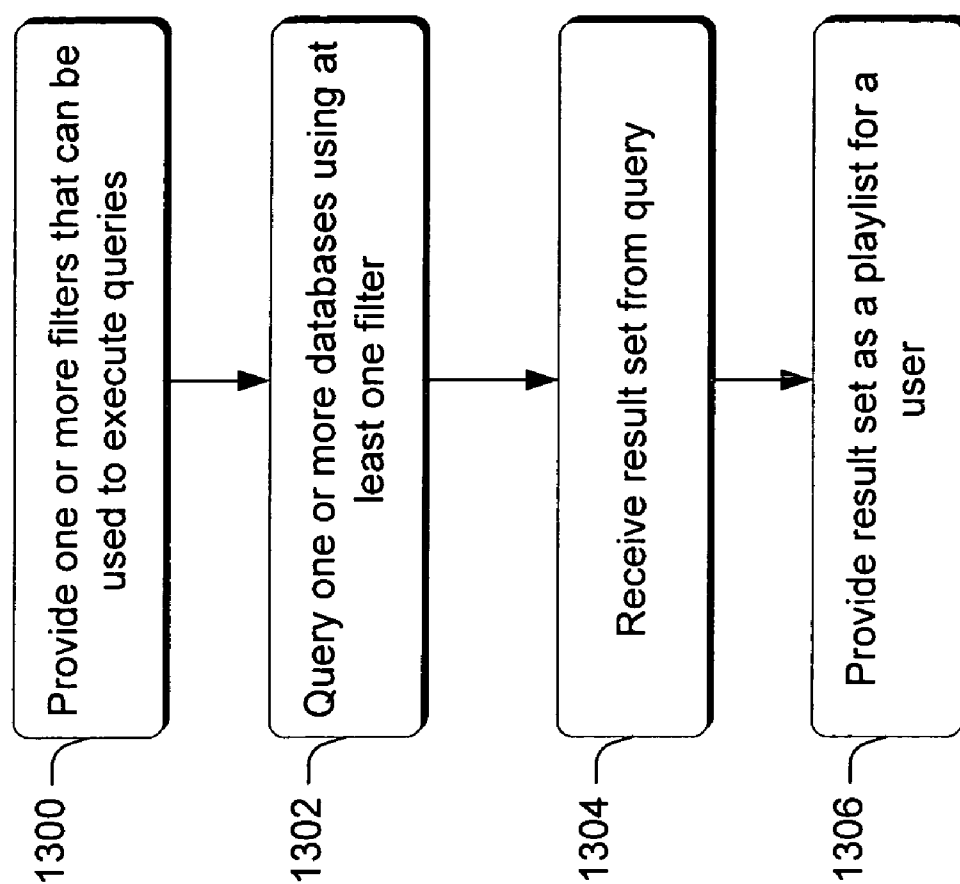 1300
Provide one or more filters that can be
used to execute queries
1302
Query one or more databases using at
least one filter
1304
Receive result set from query
1306
Provide result set as a playlist for a
user